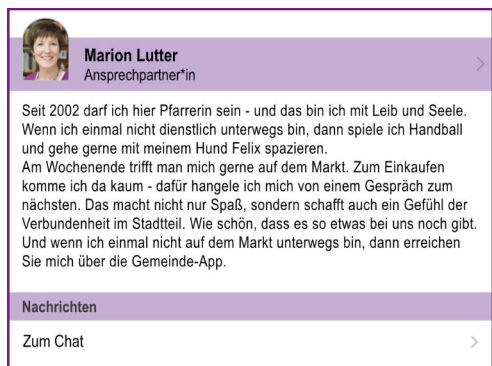 Marion Lutter
Ansprechpartner*in
Seit 2002 darf ich hier Pfarrerin sein - und das bin ich mit Leib und Seele.
Wenn ich einmal nicht dienstlich unterwegs bin, dann spiele ich Handball
und gehe gerne mit meinem Hund Felix spazieren.
Am Wochenende trifft man mich gerne auf dem Markt. Zum Einkaufen
komme ich da kaum - dafür hangele ich mich von einem Gespräch zum
nächsten. Das macht nicht nur Spaß, sondern schafft auch ein Gefühl der
Verbundenheit im Stadtteil. Wie schön, dass es so etwas bei uns noch gibt.
Und wenn ich einmal nicht auf dem Markt unterwegs bin, dann erreichen
Sie mich über die Gemeinde-App.
Nachrichten
Zum Chat